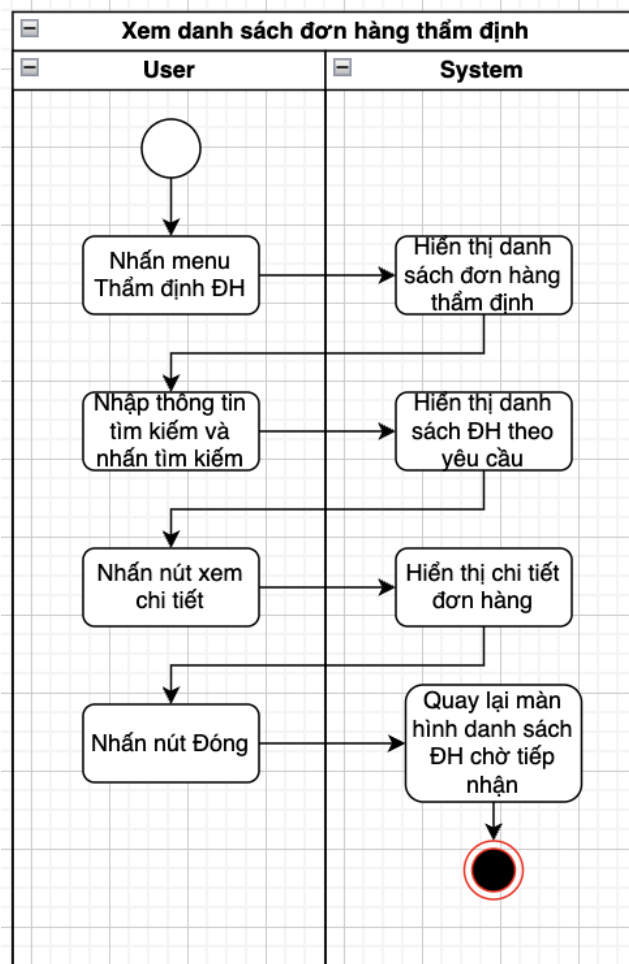 Xem danh sách đơn hàng thẩm định
User
System
Nhấn menu
Thẩm định ĐH
Hiển thị danh
sách đơn hàng
thẩm định
Nhập thông tin
tìm kiếm và
nhấn tìm kiếm
Hiển thị danh
sách ĐH theo
yêu cầu
Nhấn nút xem
chi tiết
Hiển thị chi tiết
đơn hàng
Nhấn nút Đóng
Quay lại màn
hình danh sách
ĐH chờ tiếp
nhận